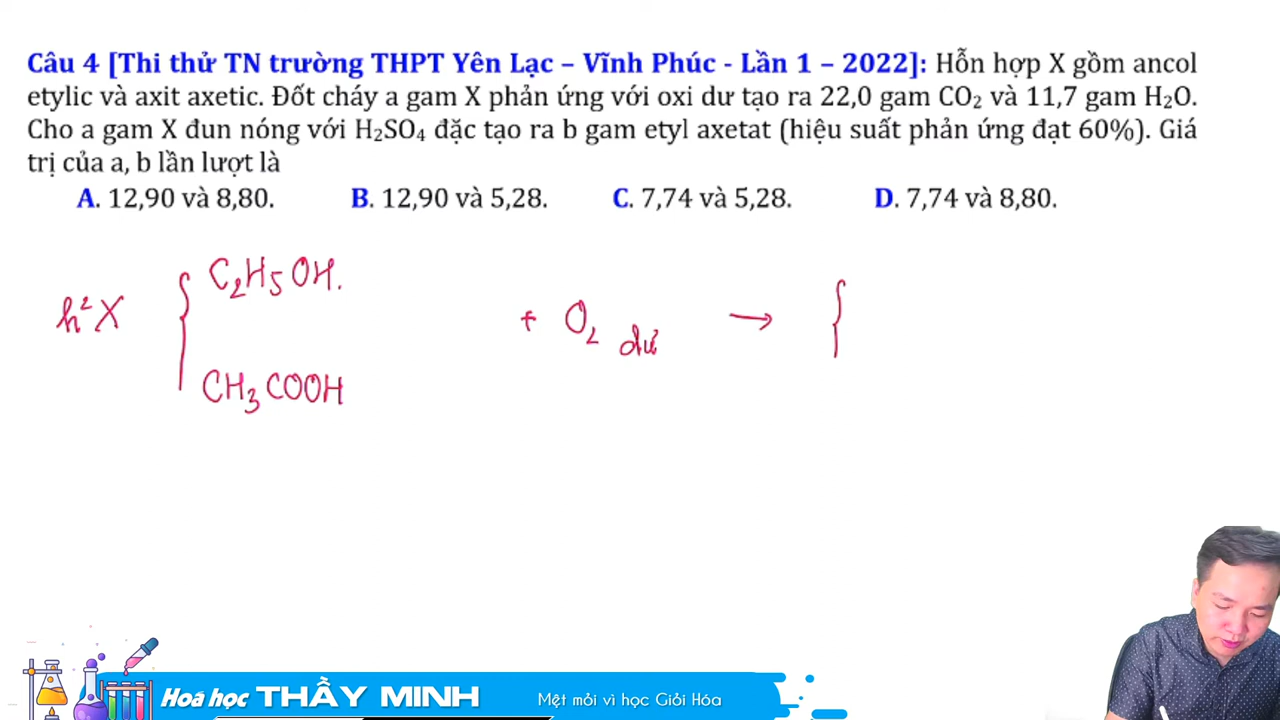 Câu 4 [Thi thử TN trường THPT Yên Lạc – Vĩnh Phúc - Lần 1 – 2022]: Hỗn hợp X gồm ancol
etylic và axit axetic. Đốt cháy a gam X phản ứng với oxi dư tạo ra 22,0 gam CO₂ và 11,7 gam H₂O.
Cho a gam X đun nóng với H₂SO₄ đặc tạo ra b gam etyl axetat (hiệu suất phản ứng đạt 60%). Giá
trị của a, b lần lượt là
A. 12,90 và 8,80. B. 12,90 và 5,28. C. 7,74 và 5,28. D. 7,74 và 8,80.
C₂H₅OH.
h² X { + O₂ dư → {
CH₃COOH
Hoá học THẦY MINH Mệt mỏi vì học Giỏi Hóa